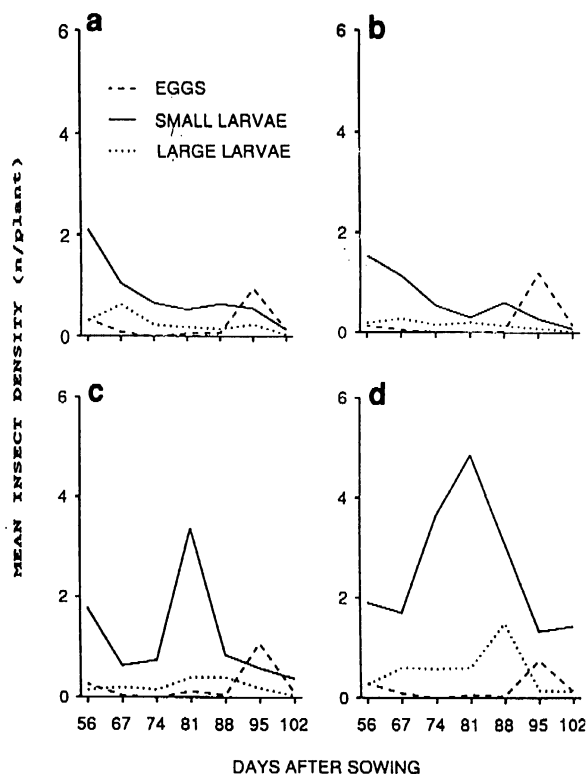 a
6
4
2
0
EGGS
SMALL LARVAE
LARGE LARVAE
b
6
4
2
0
MEAN INSECT DENSITY (n/plant)
c
6
4
2
0
56 67 74 81 88 95 102
d
6
4
2
0
56 67 74 81 88 95 102
DAYS AFTER SOWING